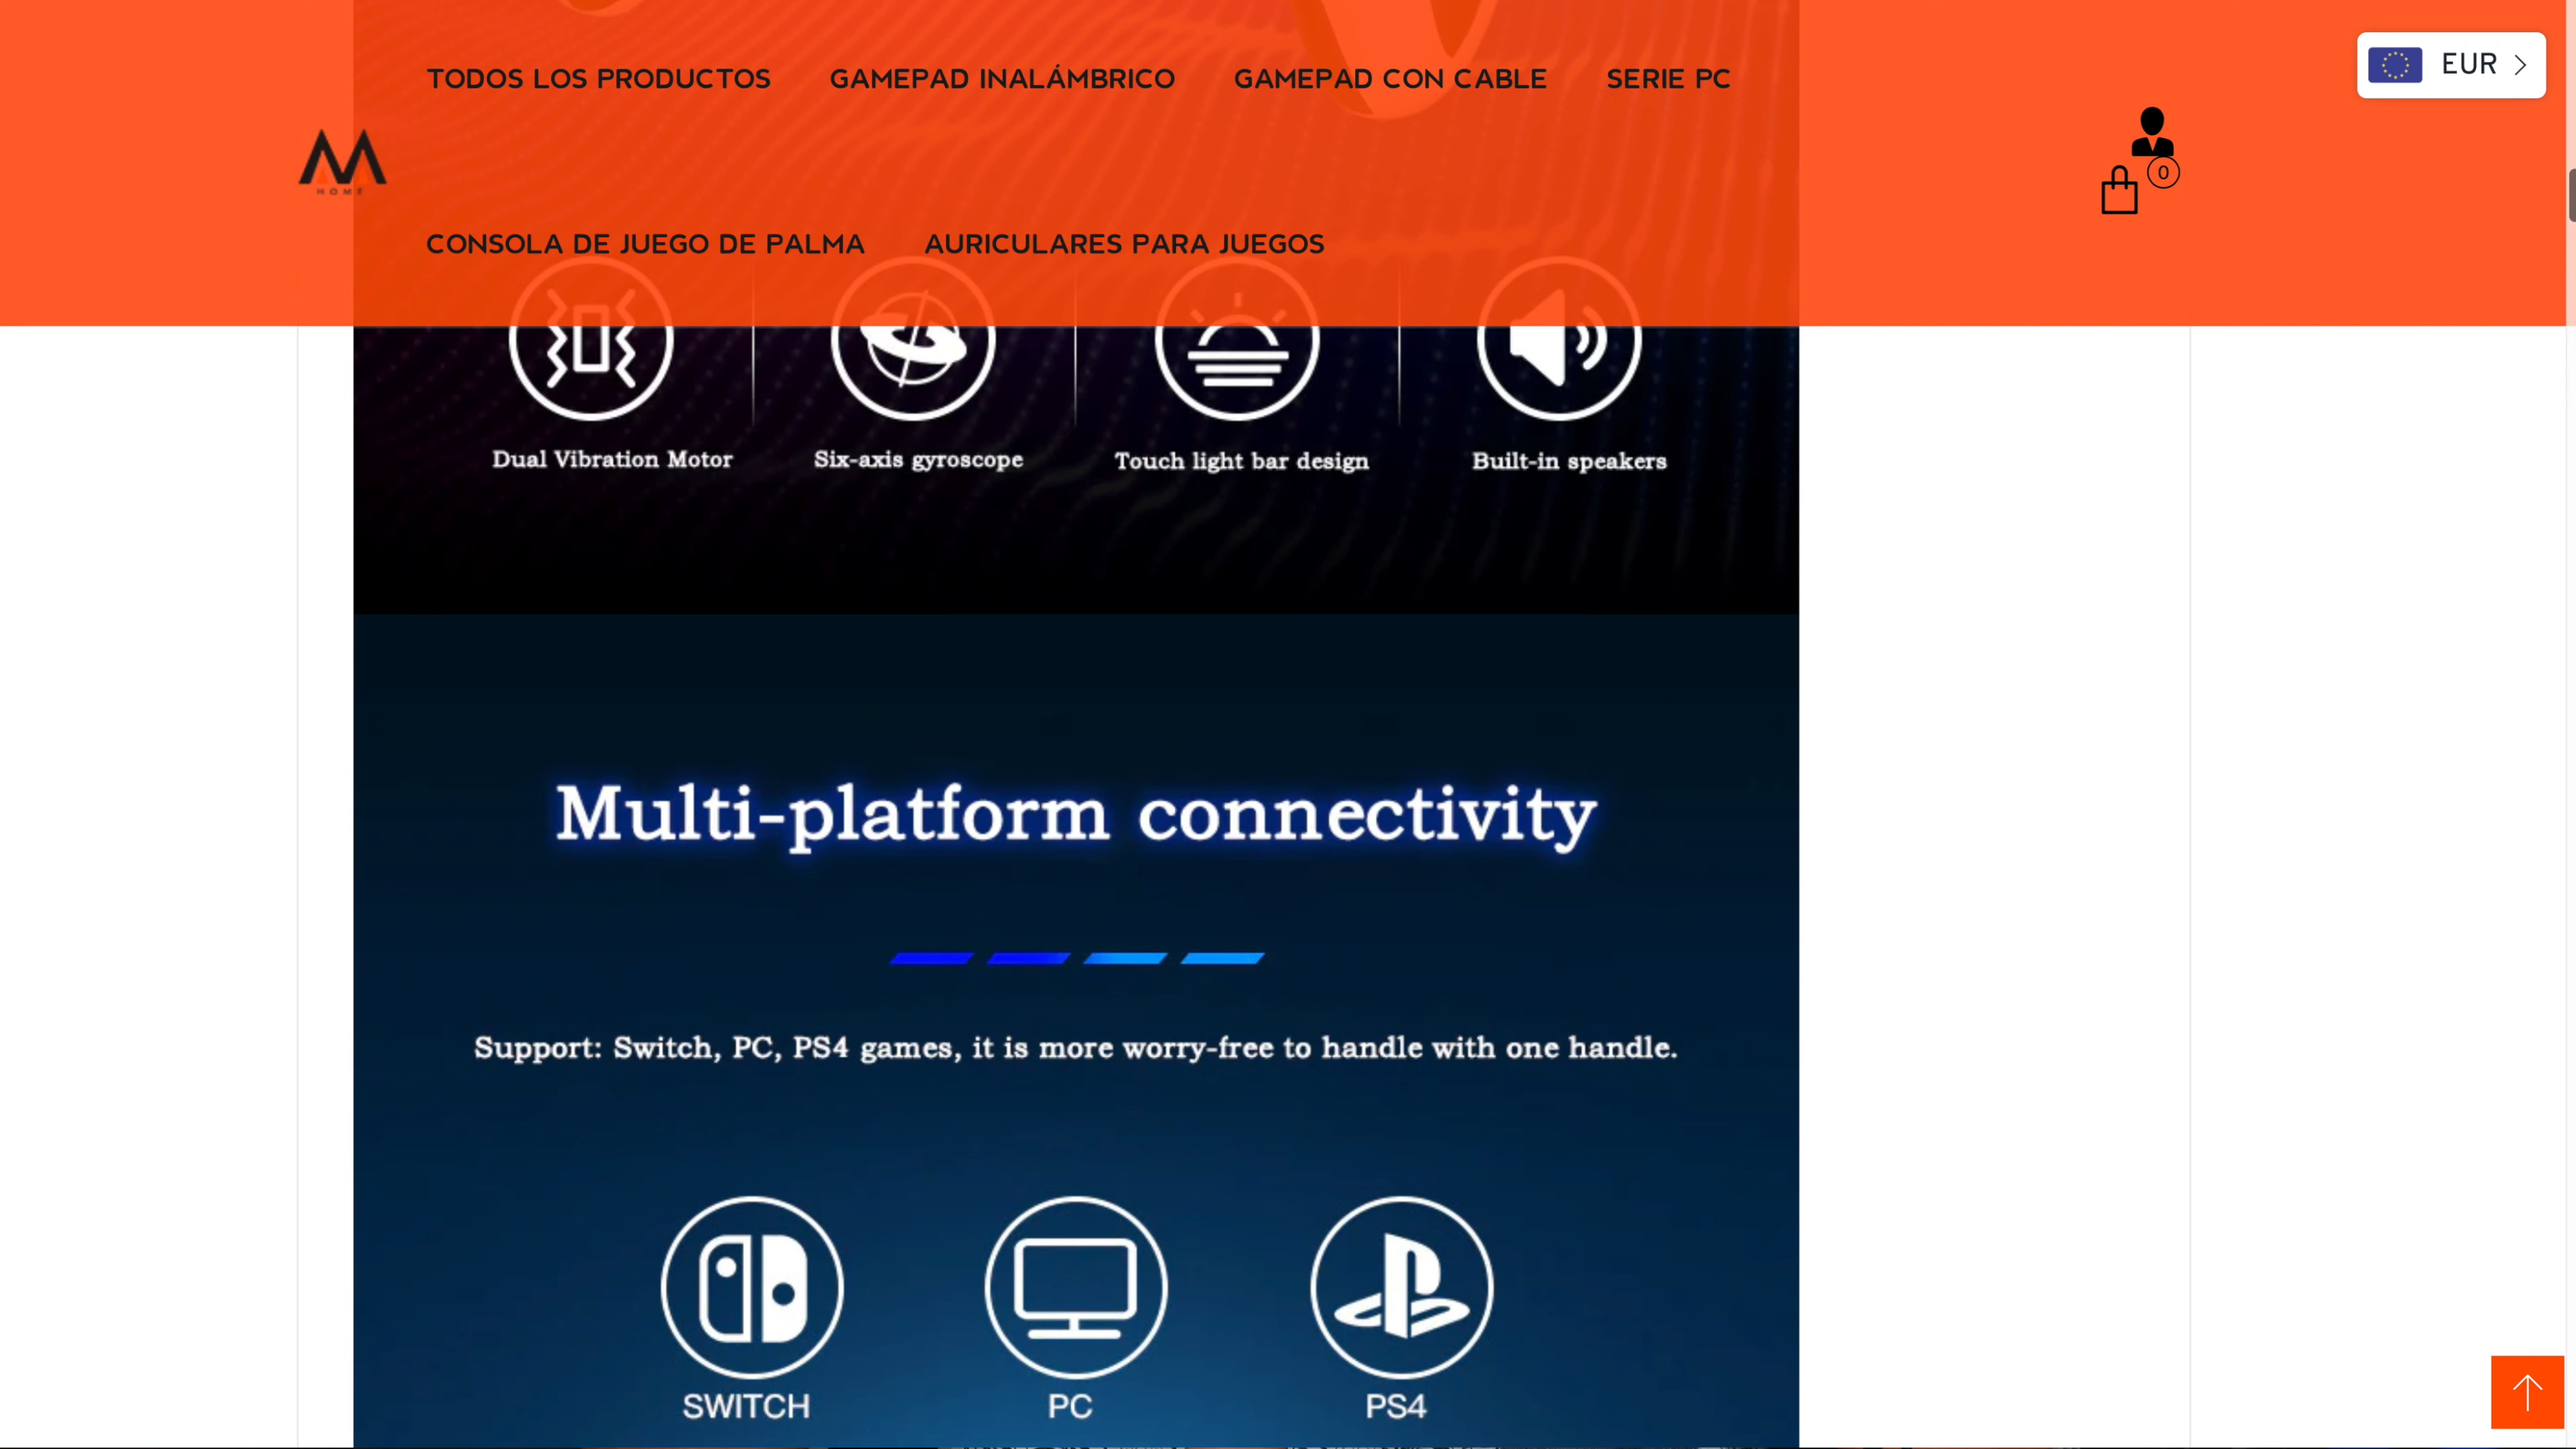 TODOS LOS PRODUCTOS GAMEPAD INALÁMBRICO GAMEPAD CON CABLE SERIE PC
EUR
HOME
0
CONSOLA DE JUEGO DE PALMA AURICULARES PARA JUEGOS
Dual Vibration Motor Six-axis gyroscope Touch light bar design Built-in speakers
Multi-platform connectivity
Support: Switch, PC, PS4 games, it is more worry-free to handle with one handle.
SWITCH PC PS4